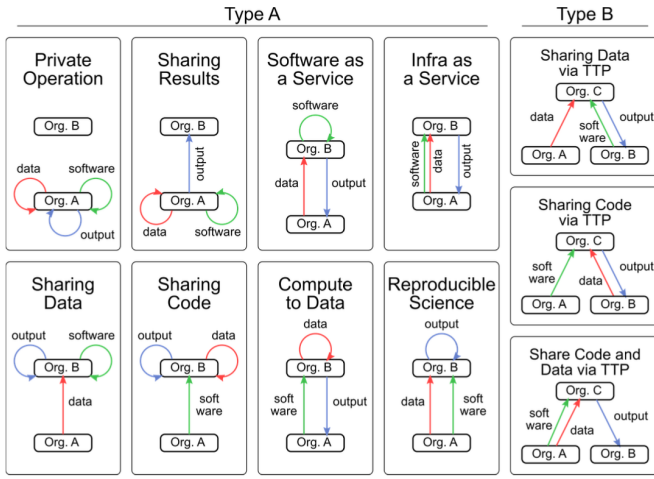 Type A
Type B
Private
Operation
Org. B
data
software
Org. A
output
Sharing
Results
Org. B
output
Org. A
data
software
Software as
a Service
software
Org. B
data
output
Org. A
Infra as
a Service
Org. B
software
data
output
Org. A
Sharing Data
via TTP
Org. C
data
soft
ware
output
Org. A
Org. B
Sharing Code
via TTP
Org. C
soft
ware
data
output
Org. A
Org. B
Sharing
Data
output
software
Org. B
data
Org. A
Sharing
Code
output
data
Org. B
soft
ware
Org. A
Compute
to Data
data
Org. B
software
output
Org. A
Reproducible
Science
output
Org. B
data
soft
ware
Org. A
Share Code and
Data via TTP
Org. C
soft
ware
data
output
Org. A
Org. B